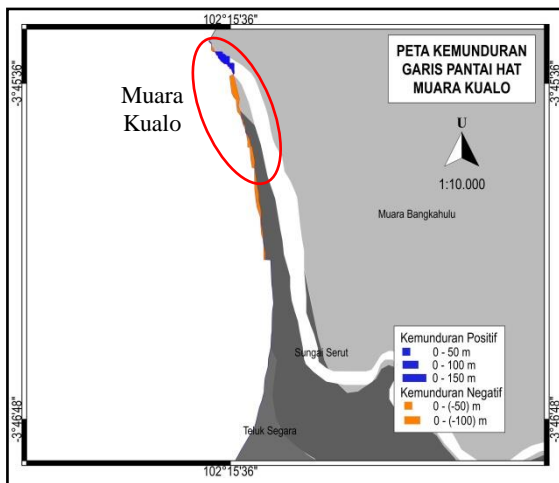 102°15'36"
PETA KEMUNDURAN
GARIS PANTAI HAT
MUARA KUALO
-3°45'36"
-3°45'36"
Muara
Kualo
U
1:10.000
Muara Bangkahulu
Kemunduran Positif
0 - 50 m
0 - 100 m
0 - 150 m
Kemunduran Negatif
0 - (-50) m
0 - (-100) m
Sungai Serut
-3°46'48"
-3°46'48"
Teluk Segara
102°15'36"